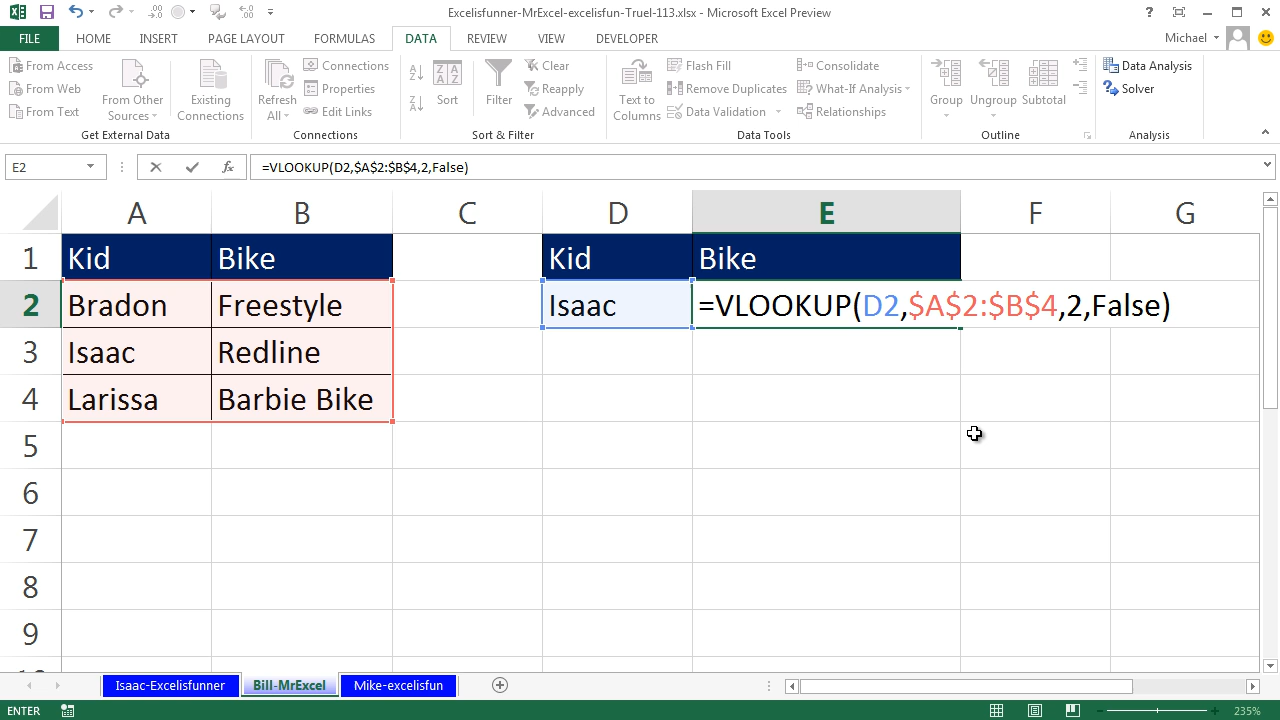 Excelisfunner-MrExcel-excelisfun-Truel-113.xlsx - Microsoft Excel Preview
FILE HOME INSERT PAGE LAYOUT FORMULAS DATA REVIEW VIEW DEVELOPER Michael
From Access
From Web
From Text
From Other Sources
Existing Connections
Get External Data
Refresh All
Connections
Properties
Edit Links
Connections
Sort
Filter
Clear
Reapply
Advanced
Sort & Filter
Text to Columns
Flash Fill
Remove Duplicates
Data Validation
Consolidate
What-If Analysis
Relationships
Data Tools
Group
Ungroup
Subtotal
Outline
Data Analysis
Solver
Analysis
E2 fx =VLOOKUP(D2,$A$2:$B$4,2,False)
A B C D E F G
1 Kid Bike Kid Bike
2 Bradon Freestyle Isaac =VLOOKUP(D2,$A$2:$B$4,2,False)
3 Isaac Redline
4 Larissa Barbie Bike
5
6
7
8
9
Isaac-Excelisfunner Bill-MrExcel Mike-excelisfun
ENTER 235%